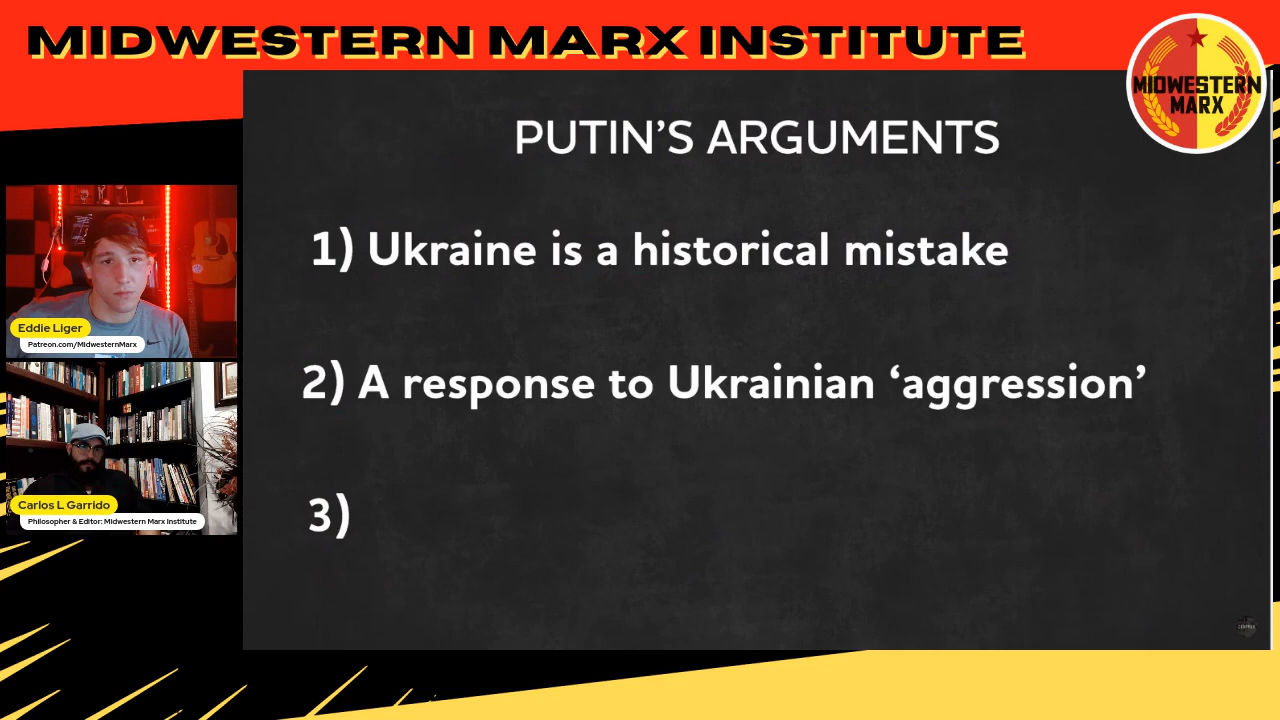 MIDWESTERN MARX INSTITUTE
MIDWESTERN
MARX
PUTIN’S ARGUMENTS
1) Ukraine is a historical mistake
2) A response to Ukrainian ‘aggression’
3)
Eddie Liger
Patreon.com/MidwesternMarx
Carlos L Garrido
Philosopher & Editor: Midwestern Marx Institute